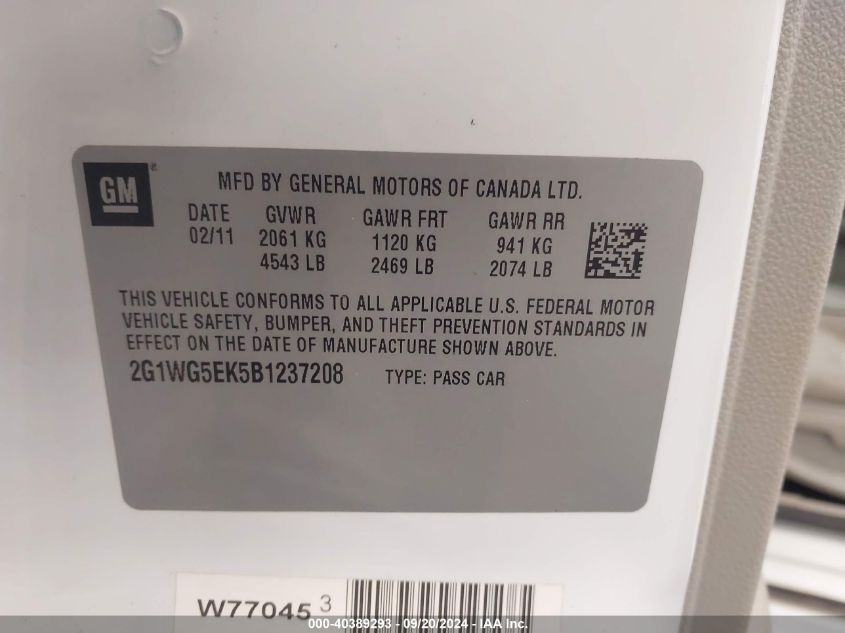 GM ®
MFD BY GENERAL MOTORS OF CANADA LTD.
DATE GVWR GAWR FRT GAWR RR
02/11 2061 KG 1120 KG 941 KG
4543 LB 2469 LB 2074 LB
THIS VEHICLE CONFORMS TO ALL APPLICABLE U.S. FEDERAL MOTOR
VEHICLE SAFETY, BUMPER, AND THEFT PREVENTION STANDARDS IN
EFFECT ON THE DATE OF MANUFACTURE SHOWN ABOVE.
2G1WG5EK5B1237208 TYPE: PASS CAR
W77045 3
000-40389293 - 09/20/2024 - IAA Inc.